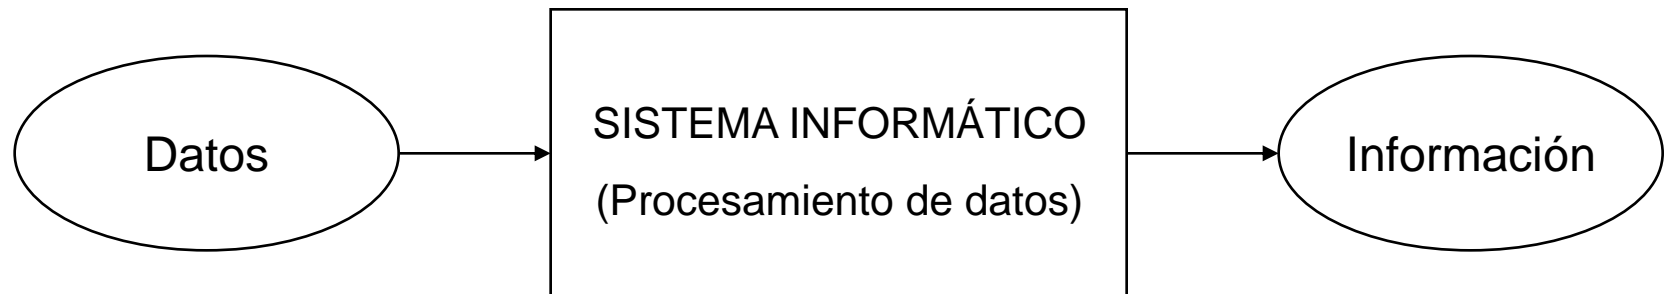 Datos
SISTEMA INFORMÁTICO
(Procesamiento de datos)
Información